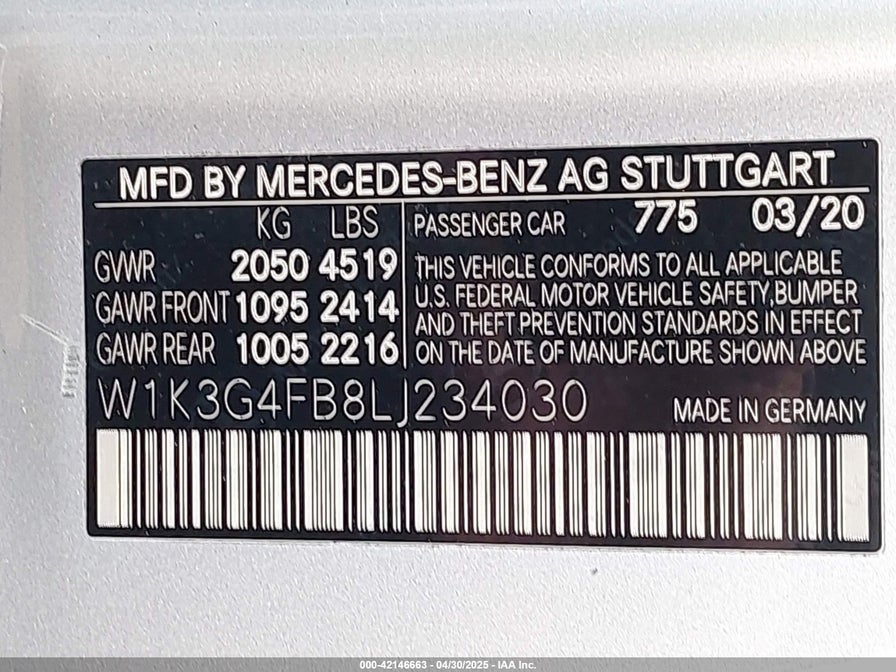 MFD BY MERCEDES-BENZ AG STUTTGART
KG LBS
GVWR 2050 4519
GAWR FRONT 1095 2414
GAWR REAR 1005 2216
PASSENGER CAR 775 03/20
THIS VEHICLE CONFORMS TO ALL APPLICABLE
U.S. FEDERAL MOTOR VEHICLE SAFETY,BUMPER
AND THEFT PREVENTION STANDARDS IN EFFECT
ON THE DATE OF MANUFACTURE SHOWN ABOVE
W1K3G4FB8LJ234030
MADE IN GERMANY
000-42146663 - 04/30/2025 - IAA Inc.